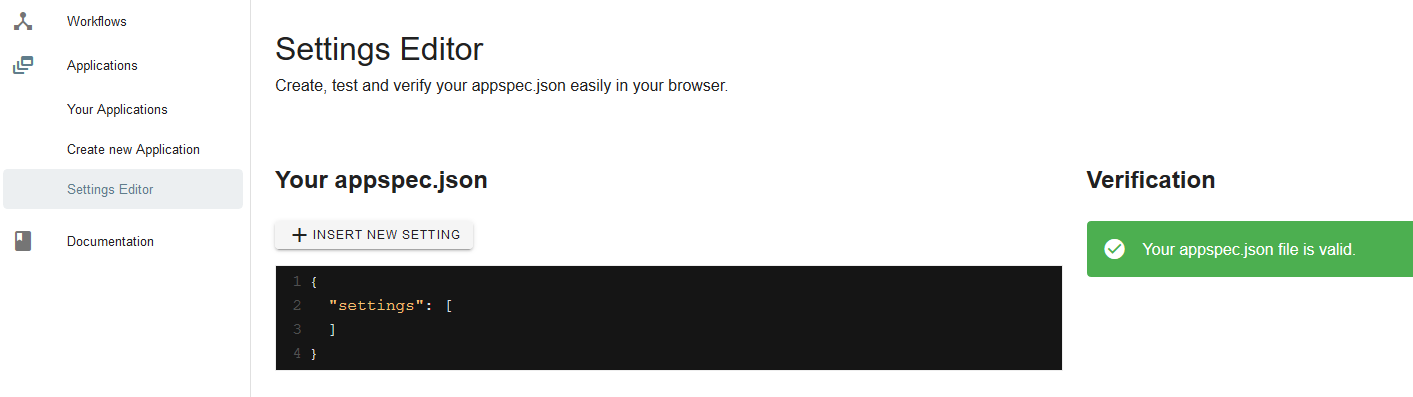 Workflows
Applications
Your Applications
Create new Application
Settings Editor
Documentation
Settings Editor
Create, test and verify your appspec.json easily in your browser.
Your appspec.json
INSERT NEW SETTING
1 {
2   "settings": [
3   ]
4 }
Verification
Your appspec.json file is valid.